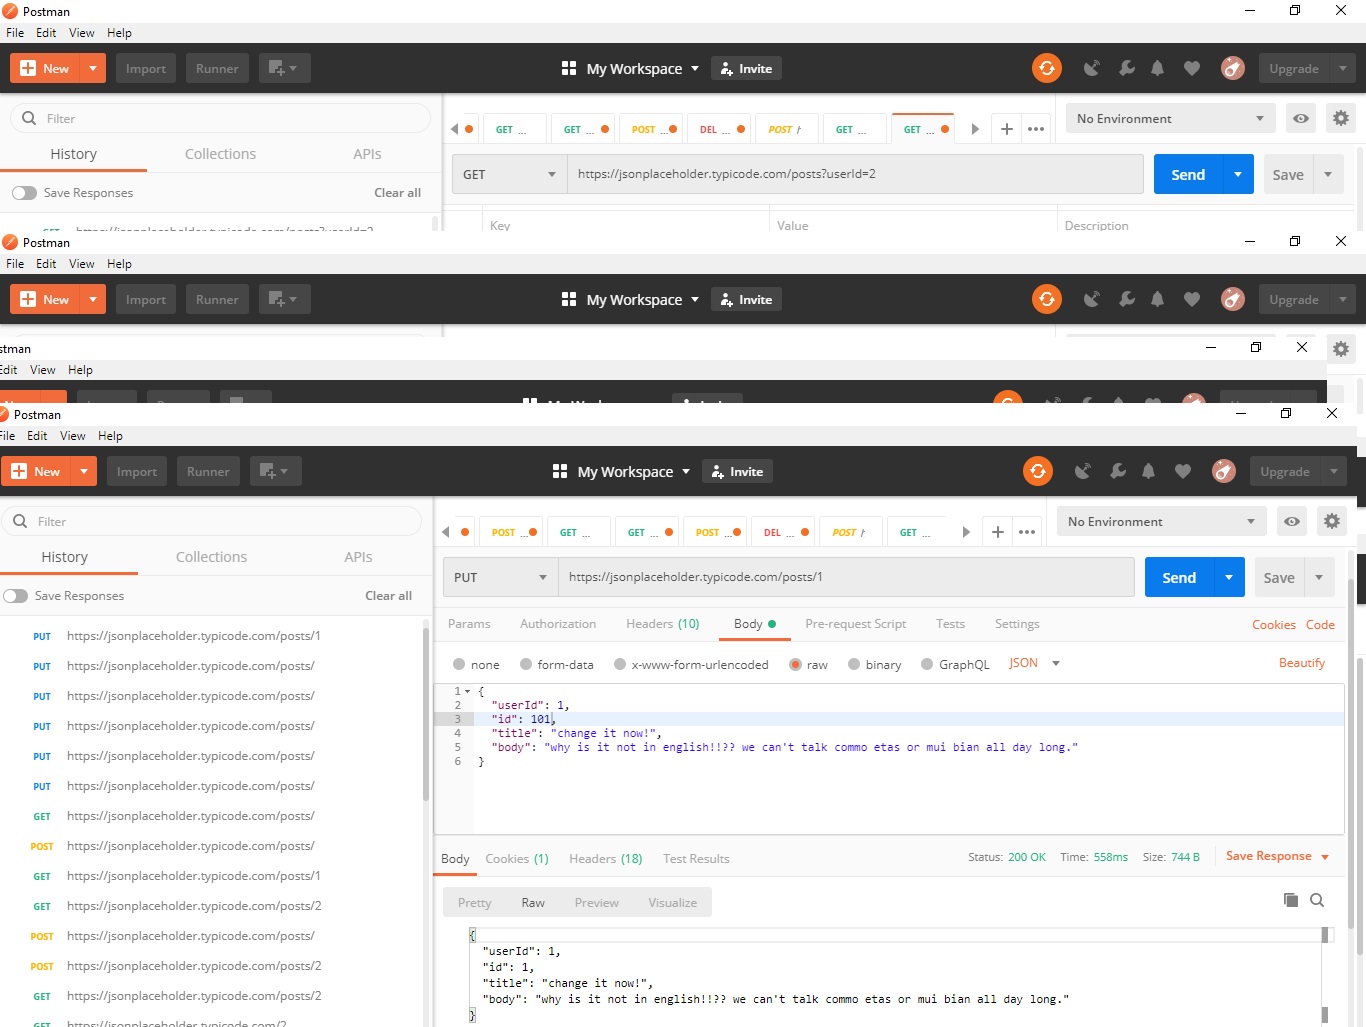 Postman
File Edit View Help
New Import Runner My Workspace Invite Upgrade
Filter
GET ... GET ... POST ... DEL ... POST GET ... GET ... No Environment
History Collections APIs
GET https://jsonplaceholder.typicode.com/posts?userId=2 Send Save
Save Responses Clear all
Key Value Description
GET https://jsonplaceholder.typicode.com/posts?userId=2
Postman
File Edit View Help
New Import Runner My Workspace Invite Upgrade
stman
Edit View Help
Postman
File Edit View Help
New Import Runner My Workspace Invite Upgrade
Filter
POST ... GET ... GET ... POST ... DEL ... POST GET ... No Environment
History Collections APIs
PUT https://jsonplaceholder.typicode.com/posts/1 Send Save
Save Responses Clear all
Params Authorization Headers (10) Body Pre-request Script Tests Settings Cookies Code
none form-data x-www-form-urlencoded raw binary GraphQL JSON Beautify
1 {
2 "userId": 1,
3 "id": 101,
4 "title": "change it now!",
5 "body": "why is it not in english!!?? we can't talk commo etas or mui bian all day long."
6 }
PUT https://jsonplaceholder.typicode.com/posts/1
PUT https://jsonplaceholder.typicode.com/posts/
PUT https://jsonplaceholder.typicode.com/posts/
PUT https://jsonplaceholder.typicode.com/posts/
PUT https://jsonplaceholder.typicode.com/posts/
PUT https://jsonplaceholder.typicode.com/posts/
GET https://jsonplaceholder.typicode.com/posts/
POST https://jsonplaceholder.typicode.com/posts/
GET https://jsonplaceholder.typicode.com/posts/1
GET https://jsonplaceholder.typicode.com/posts/2
POST https://jsonplaceholder.typicode.com/posts/
POST https://jsonplaceholder.typicode.com/posts/2
GET https://jsonplaceholder.typicode.com/posts/2
GET https://jsonplaceholder.typicode.com/2
Body Cookies (1) Headers (18) Test Results Status: 200 OK Time: 558ms Size: 744 B Save Response
Pretty Raw Preview Visualize
{
"userId": 1,
"id": 1,
"title": "change it now!",
"body": "why is it not in english!!?? we can't talk commo etas or mui bian all day long."
}